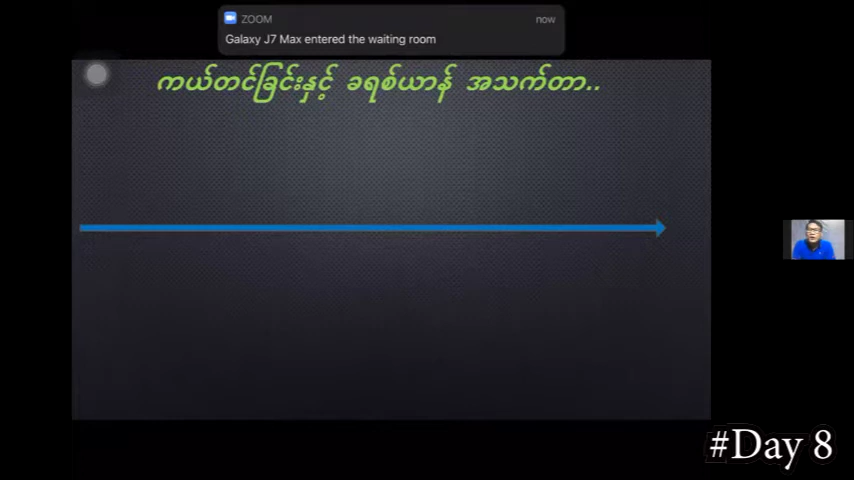 ZOOM
now
Galaxy J7 Max entered the waiting room
ကယ်တင်ခြင်းနှင့် ခရစ်ယာန် အသက်တာ..
#Day 8